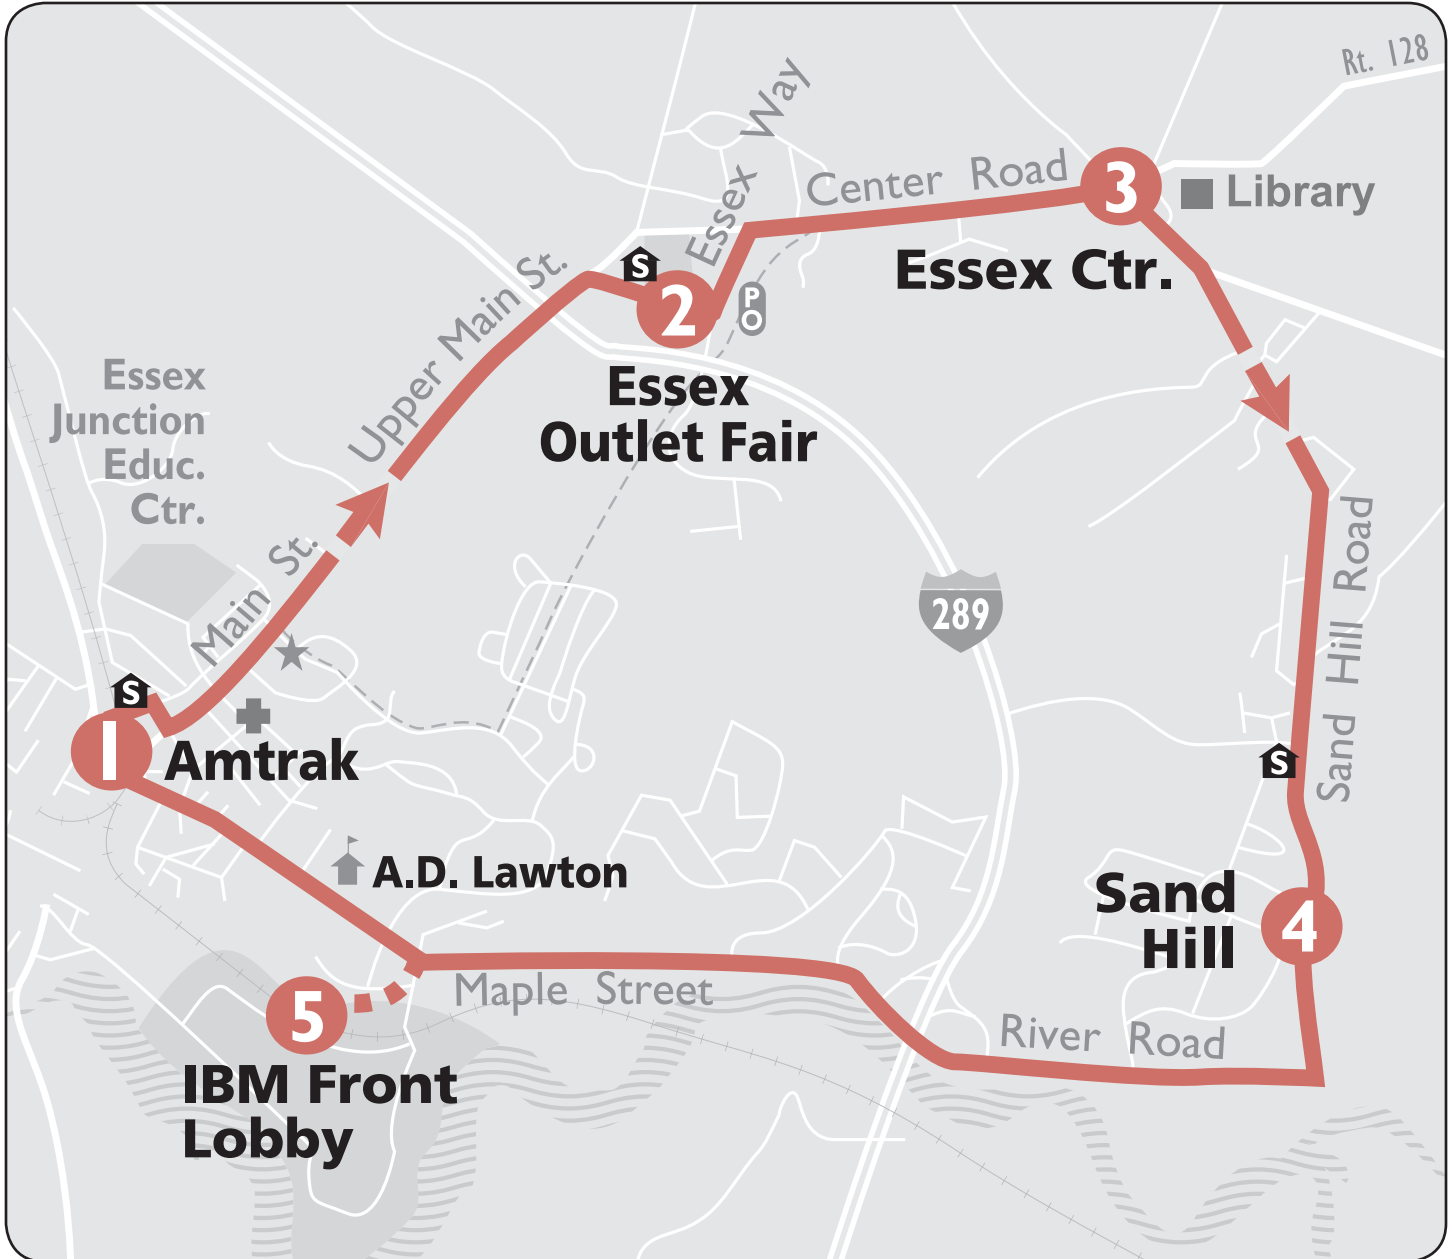 Rt. 128
Essex Way
Center Road
3
Library
Essex Ctr.
S
2
P
O
Upper Main St.
Essex
Outlet Fair
Essex
Junction
Educ.
Ctr.
Main St.
289
Sand Hill Road
S
1
Amtrak
S
A.D. Lawton
Sand
Hill
4
Maple Street
5
River Road
IBM Front
Lobby